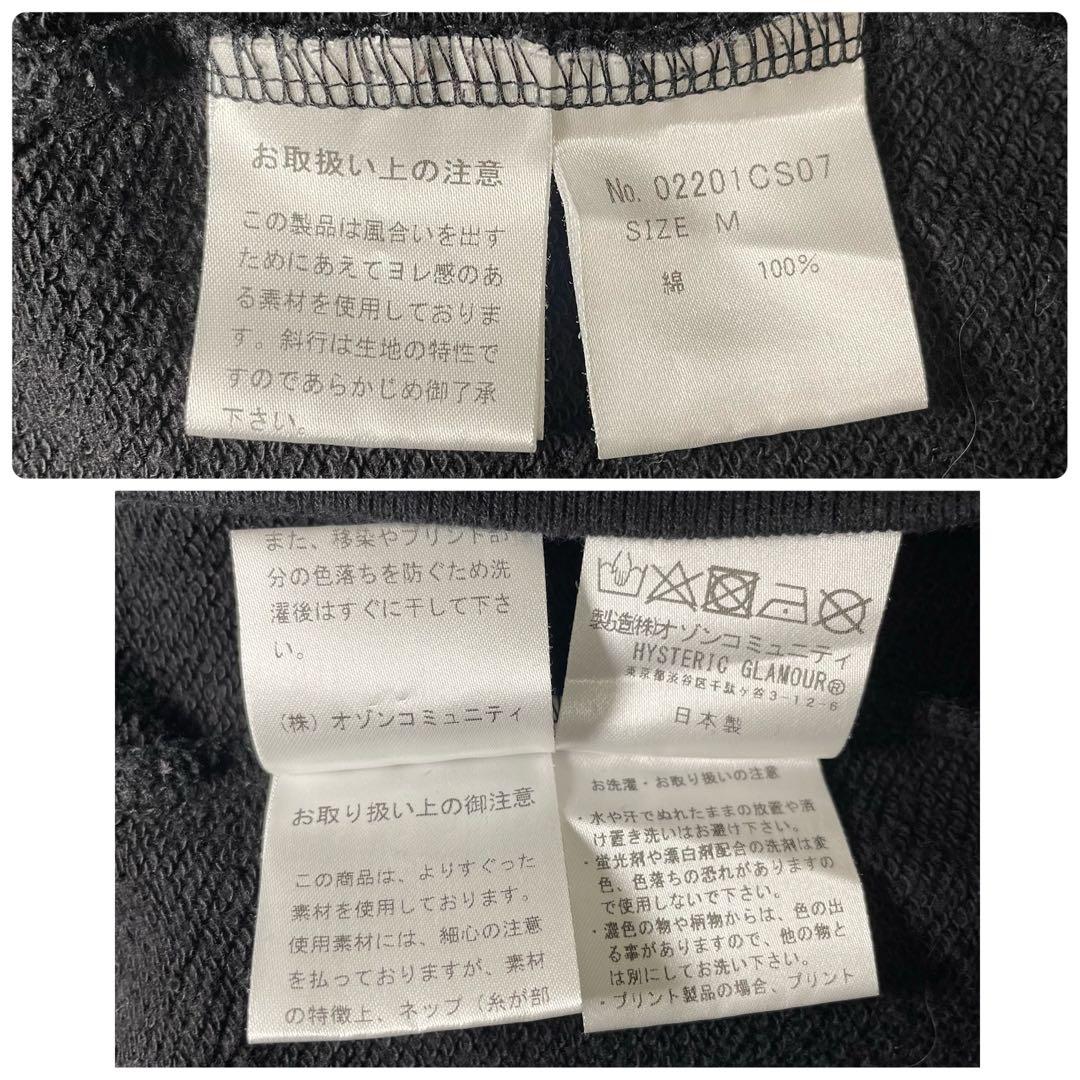 お取扱い上の注意
この製品は風合いを出す
ためにあえてヨレ感のあ
る素材を使用しておりま
す。斜行は生地の特性で
すのであらかじめ御了承
下さい。
No. 02201CS07
SIZE M
綿 100%
また、移染やプリント部
分の色落ちを防ぐため洗
濯後はすぐに干して下さ
い。
(株)オゾンコミュニティ
製造㈱オゾンコミュニティ
HYSTERIC GLAMOUR®
東京都渋谷区千駄ヶ谷3-12-6
日本製
お取り扱い上の御注意
この商品は、よりすぐった
素材を使用しております。
使用素材には、細心の注意
を払っておりますが、素材
の特徴上、ネップ(糸が部
お洗濯・お取り扱いの注意
・水や汗でぬれたままの放置や消
け置き洗いはお避け下さい。
・蛍光剤や漂白剤配合の洗剤は変
色、色落ちの恐れがありますの
で使用しないで下さい。
・濃色の物や柄物からは、色の出
る事がありますので、他の物と
は別にしてお洗い下さい。
・プリント製品の場合、プリント